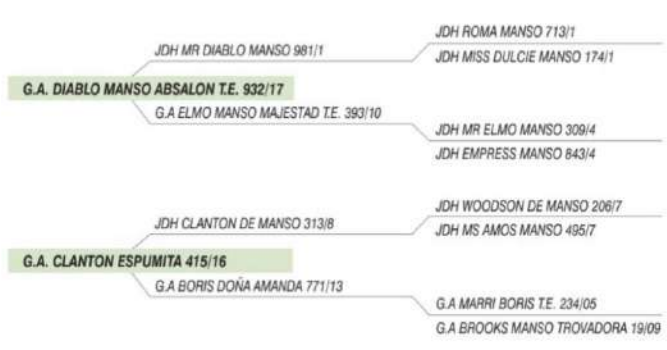 JDH ROMA MANSO 713/1
JDH MR DIABLO MANSO 981/1
JDH MISS DULCIE MANSO 174/1
G.A. DIABLO MANSO ABSALON T.E. 932/17
G.A ELMO MANSO MAJESTAD T.E. 393/10
JDH MR ELMO MANSO 309/4
JDH EMPRESS MANSO 843/4
JDH WOODSON DE MANSO 206/7
JDH CLANTON DE MANSO 313/8
JDH MS AMOS MANSO 495/7
G.A. CLANTON ESPUMITA 415/16
G.A BORIS DOÑA AMANDA 771/13
G.A MARRI BORIS T.E. 234/05
G.A BROOKS MANSO TROVADORA 19/09